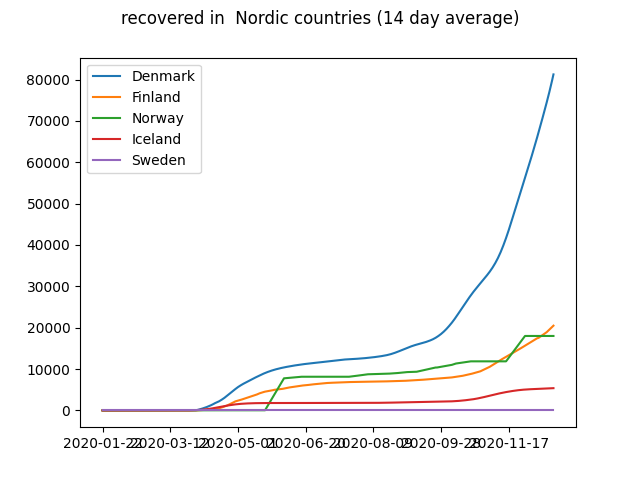 recovered in  Nordic countries (14 day average)
Denmark
Finland
Norway
Iceland
Sweden
80000
70000
60000
50000
40000
30000
20000
10000
0
2020-01-22 2020-03-12 2020-05-01 2020-06-20 2020-08-09 2020-09-28 2020-11-17